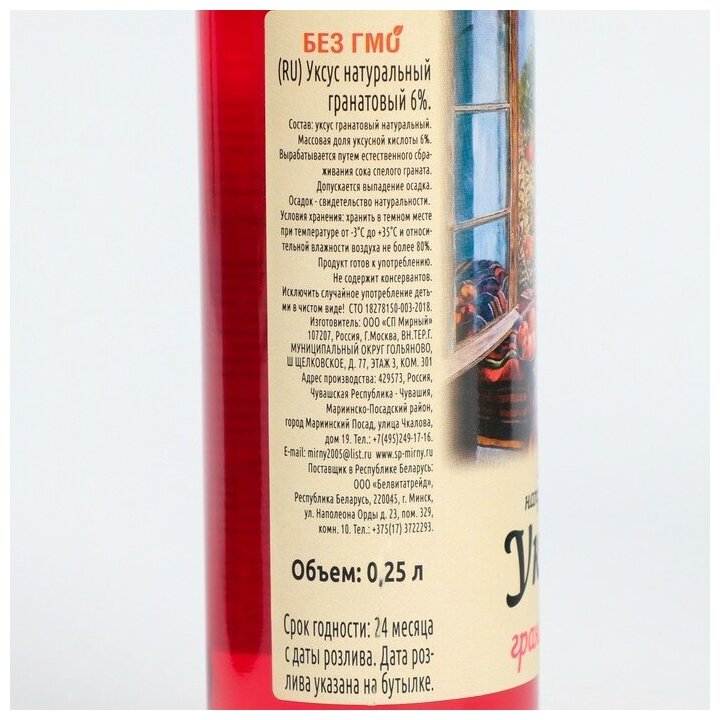 БЕЗ ГМО
(RU) Уксус натуральный
гранатовый 6%.
Состав: уксус гранатовый натуральный.
Массовая доля уксусной кислоты 6%.
Вырабатывается путем естественного сбра-
живания сока спелого граната.
Допускается выпадение осадка.
Осадок - свидетельство натуральности.
Условия хранения: хранить в темном месте
при температуре от -3°С до +35°С и относи-
тельной влажности воздуха не более 80%.
Продукт готов к употреблению.
Не содержит консервантов.
Исключить случайное употребление деть-
ми в чистом виде! СТО 18278150-003-2018.
Изготовитель: ООО «СП Мирный»
107207, Россия, Г.Москва, ВН.ТЕР.Г.
МУНИЦИПАЛЬНЫЙ ОКРУГ ГОЛЬЯНОВО,
Ш ЩЕЛКОВСКОЕ, Д. 77, ЭТАЖ 3, КОМ. 301
Адрес производства: 429573, Россия,
Чувашская Республика - Чувашия,
Мариинско-Посадский район,
город Мариинский Посад, улица Чкалова,
дом 19. Тел.: +7(495)249-17-16.
E-mail: mirny2005@list.ru www.sp-mirny.ru
Поставщик в Республике Беларусь:
ООО «Белвитатрейд»,
Республика Беларусь, 220045, г. Минск,
ул. Наполеона Орды д. 23, пом. 329,
комн. 10. Тел.: +375(17) 3722293.
Объем: 0,25 л
Срок годности: 24 месяца
с даты розлива. Дата роз-
лива указана на бутылке.